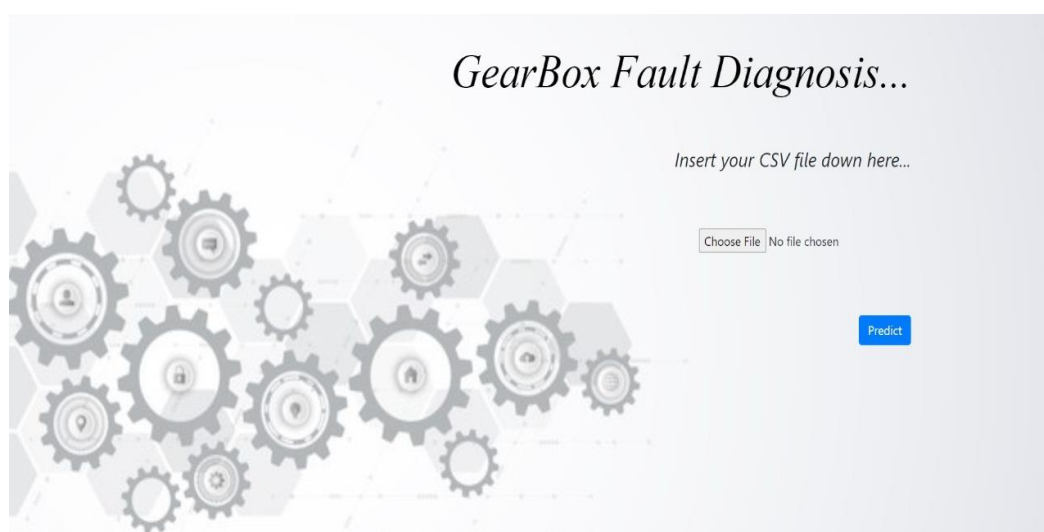 GearBox Fault Diagnosis...
Insert your CSV file down here...
Choose File No file chosen
Predict